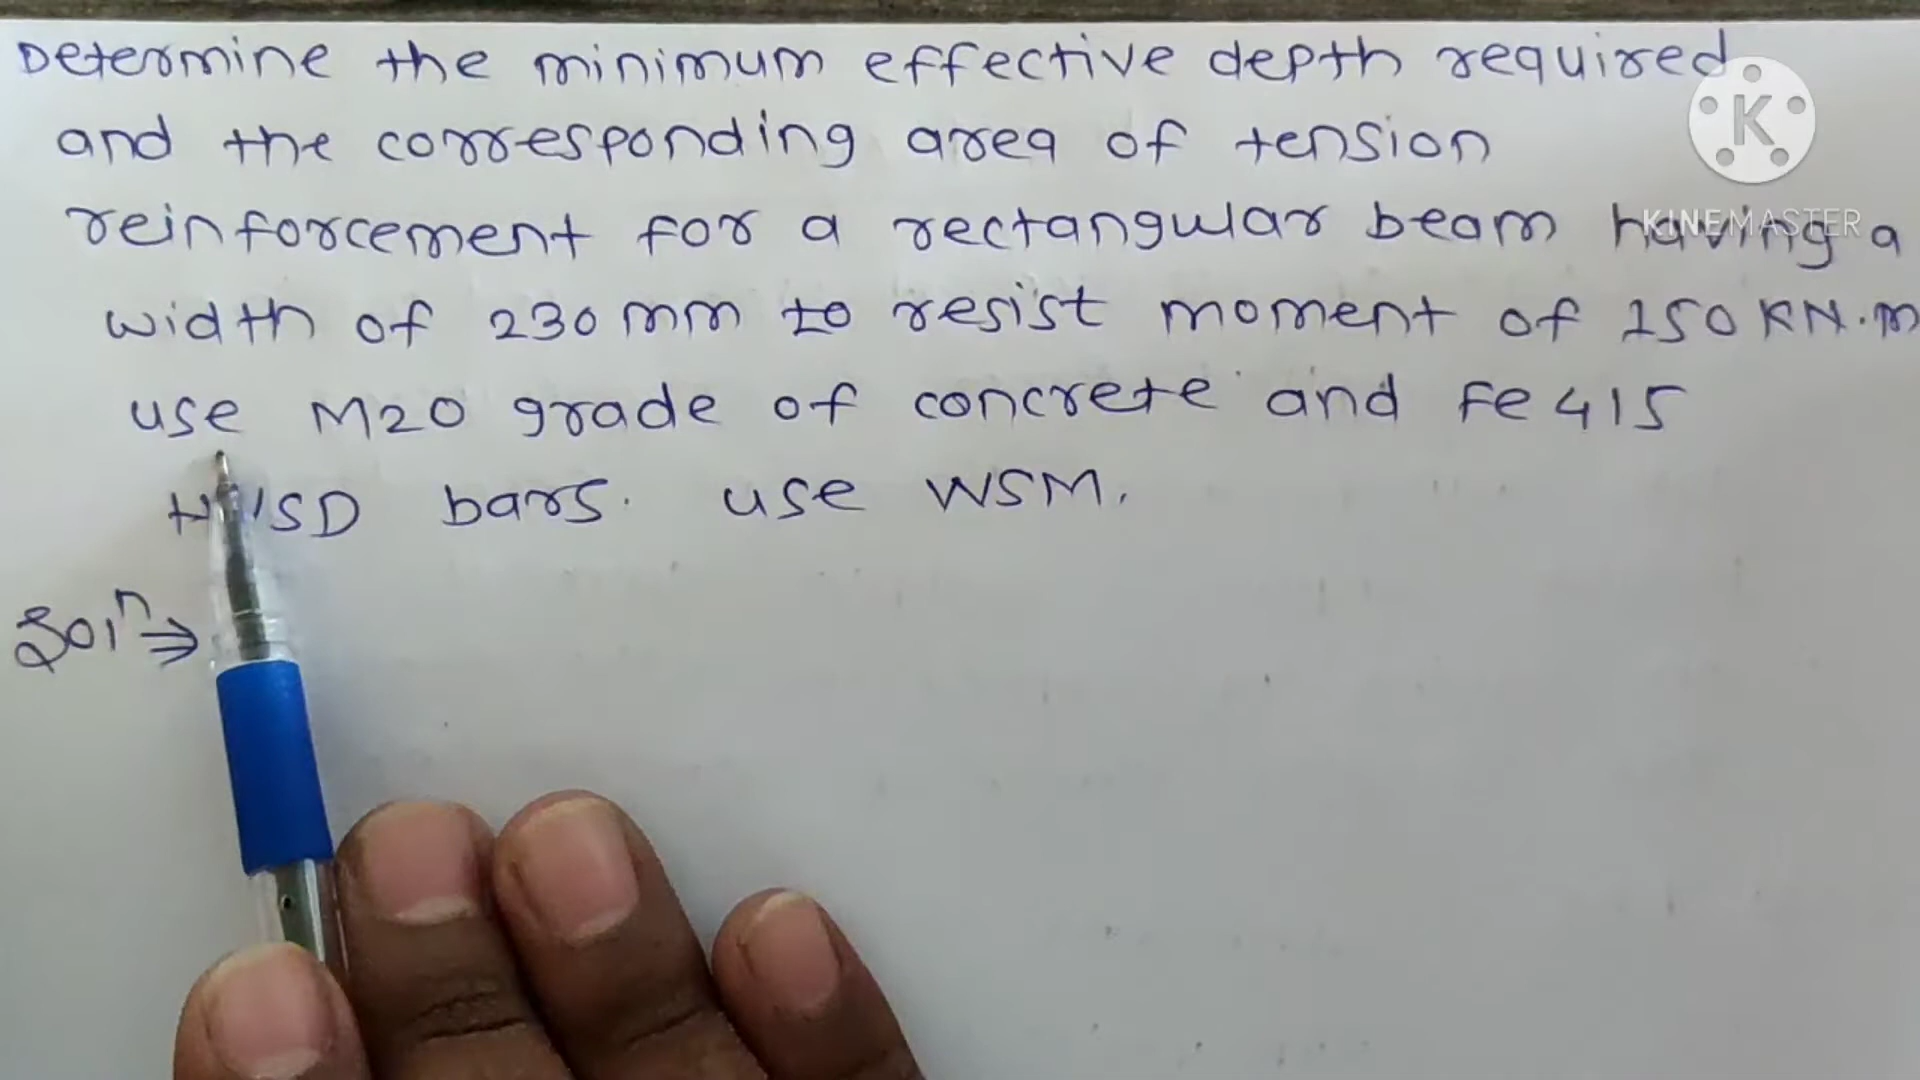 Determine the minimum effective depth required
and the corresponding area of tension
reinforcement for a rectangular beam having a
width of 230 mm to resist moment of 150 KN.m
use M20 grade of concrete and Fe 415
bars. use WSM.
Solⁿ ⇒
K
KINEMASTER